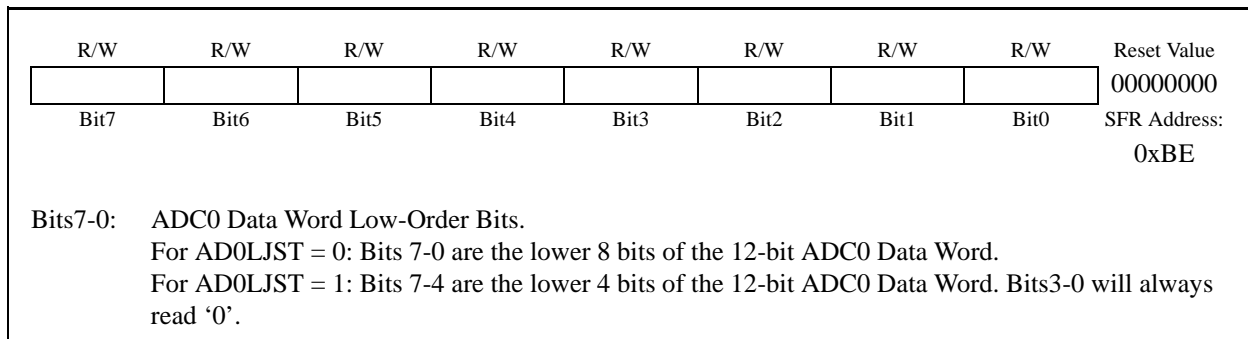 R/W R/W R/W R/W R/W R/W R/W R/W Reset Value
00000000
Bit7 Bit6 Bit5 Bit4 Bit3 Bit2 Bit1 Bit0 SFR Address:
0xBE
Bits7-0: ADC0 Data Word Low-Order Bits.
For AD0LJST = 0: Bits 7-0 are the lower 8 bits of the 12-bit ADC0 Data Word.
For AD0LJST = 1: Bits 7-4 are the lower 4 bits of the 12-bit ADC0 Data Word. Bits3-0 will always
read ‘0’.